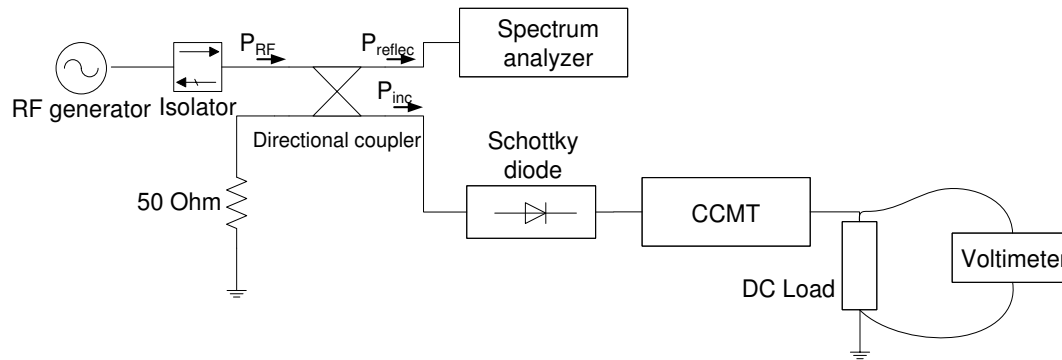 Spectrum
analyzer
P_RF
P_reflec
P_inc
RF generator
Isolator
Directional coupler
Schottky
diode
50 Ohm
CCMT
Voltimeter
DC Load